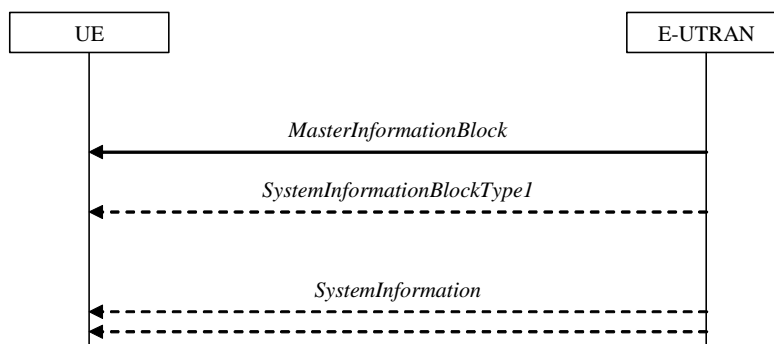 UE
E-UTRAN
MasterInformationBlock
SystemInformationBlockType1
SystemInformation